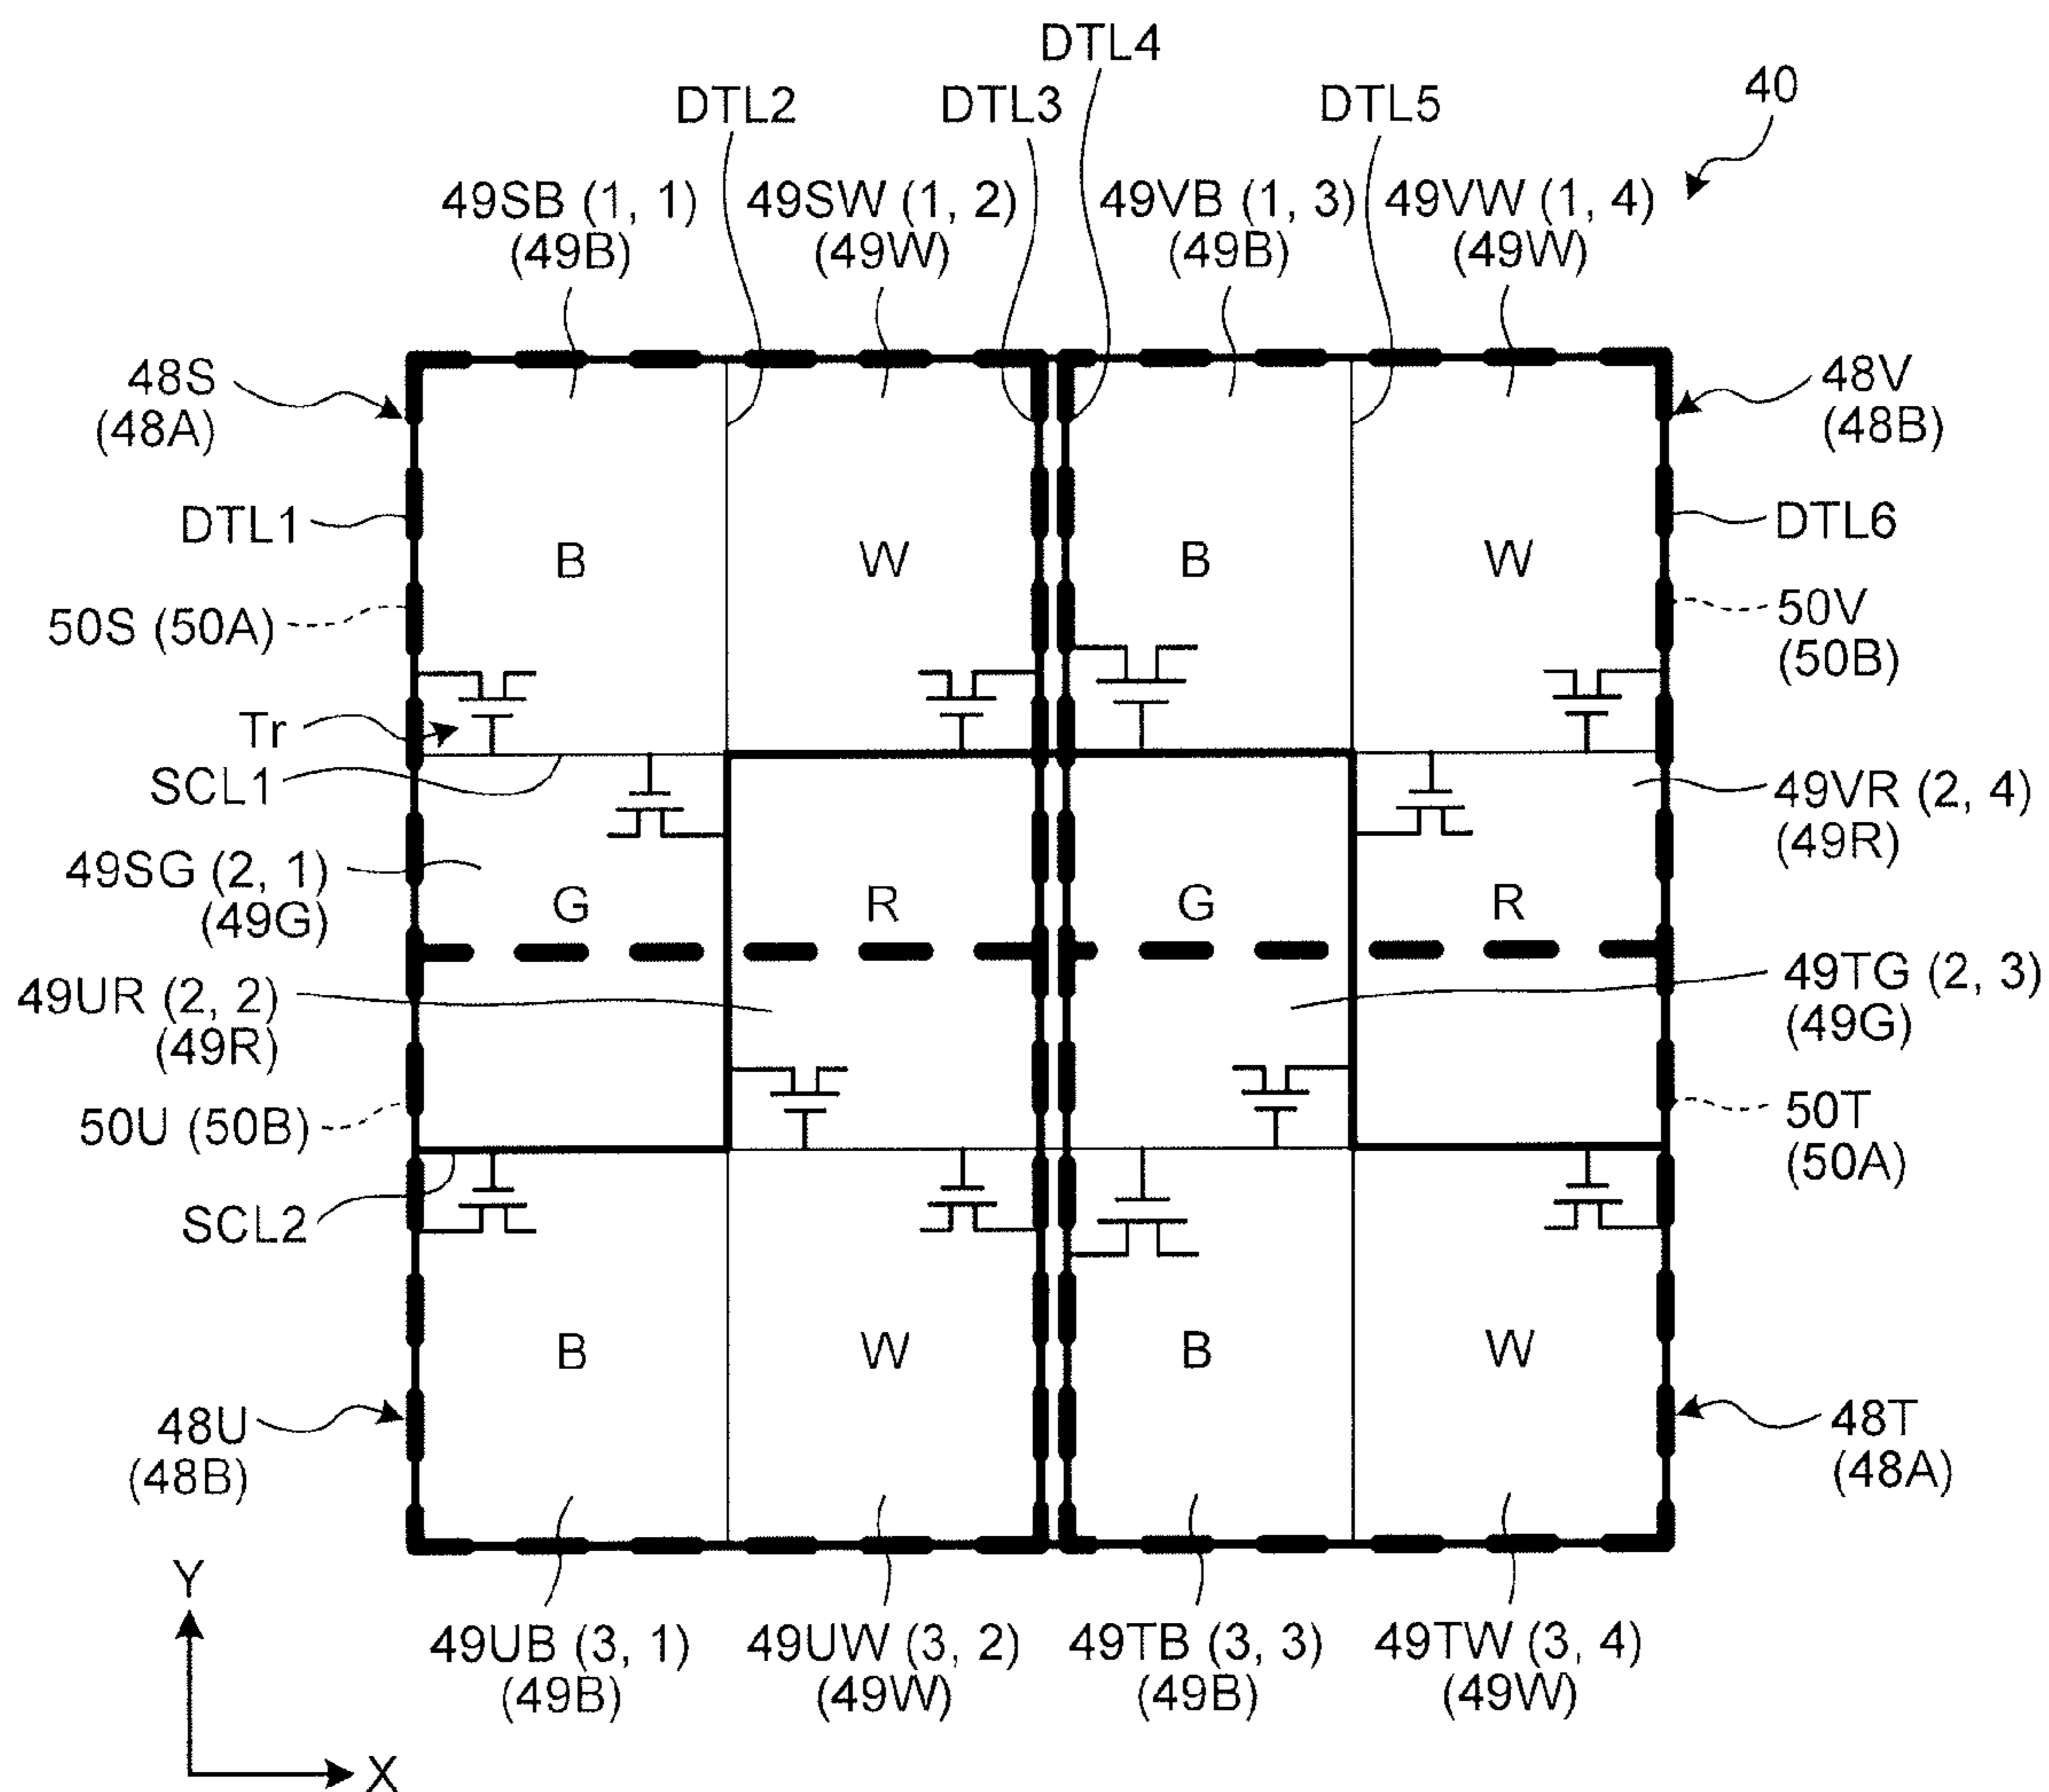 DTL4
40
DTL2
DTL3
DTL5
49SB (1, 1)
(49B)
49SW (1, 2)
(49W)
49VB (1, 3)
(49B)
49VW (1, 4)
(49W)
48S
(48A)
48V
(48B)
DTL1
DTL6
B
W
B
W
50S (50A)
50V
(50B)
Tr
SCL1
49VR (2, 4)
(49R)
49SG (2, 1)
(49G)
G
R
G
R
49UR (2, 2)
(49R)
49TG (2, 3)
(49G)
50U (50B)
50T
(50A)
SCL2
B
W
B
W
48U
(48B)
48T
(48A)
49UB (3, 1)
(49B)
49UW (3, 2)
(49W)
49TB (3, 3)
(49B)
49TW (3, 4)
(49W)
Y
X